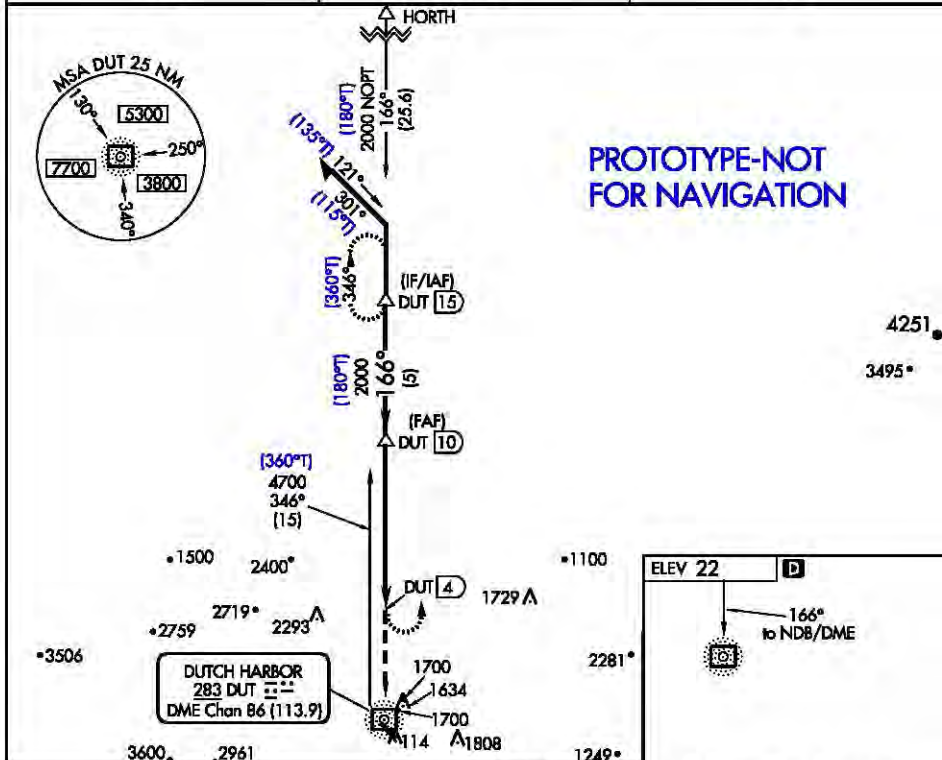 HORTH
MSA DUT 25 NM
130°
5300
250°
7700
3800
340°
(180°T)
2000 NOPT
166°
(25.6)
PROTOTYPE-NOT
FOR NAVIGATION
(135°T)
121°
301°
(115°T)
(360°T)
346°
(IF/IAF)
DUT 15
4251
3495
(180°T)
2000
166°
(5)
(FAF)
DUT 10
(360°T)
4700
346°
(15)
1500
2400
1100
DUT 4
1729
2719
2293
2759
3506
2281
ELEV 22 D
166°
to NDB/DME
DUTCH HARBOR
283 DUT
DME Chan 86 (113.9)
1700
1634
1700
114
1808
3600
2961
1249